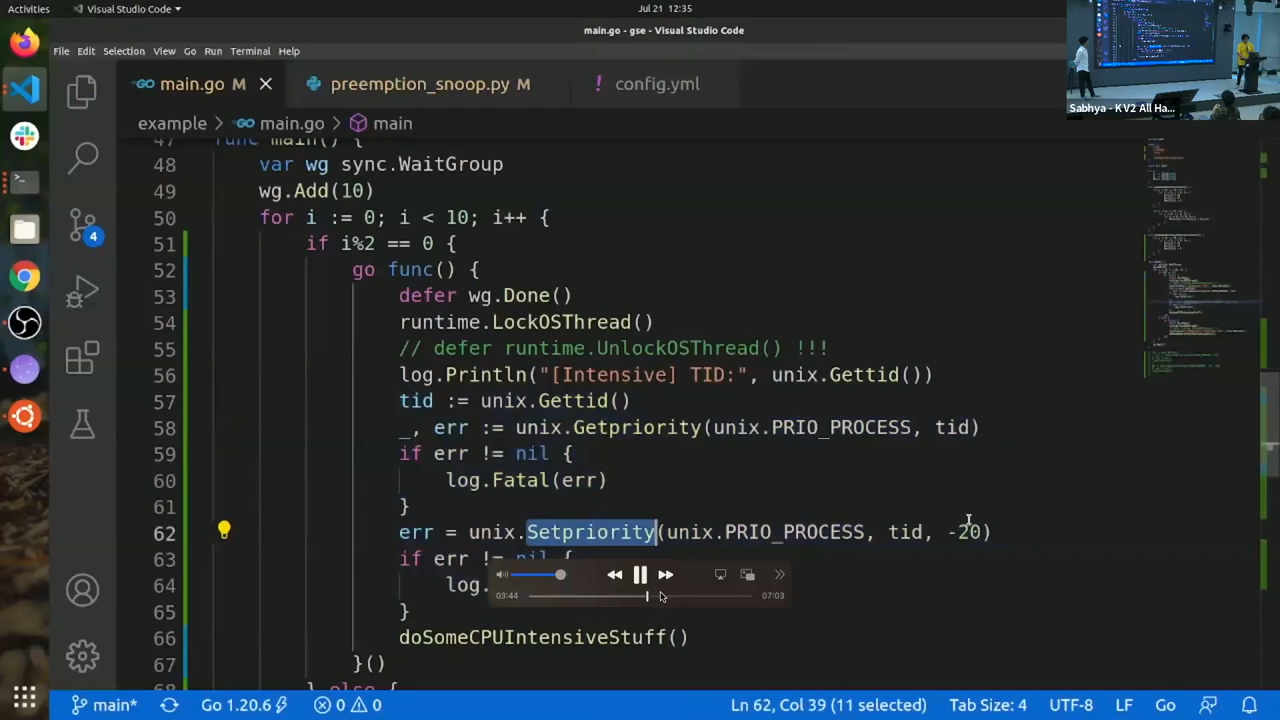 Activities
Visual Studio Code
Jul 21 12:35
main.go - gse - Visual Studio Code
Sabhya - KV2 All Ha...
File Edit Selection View Go Run Terminal Help
main.go M
preemption_snoop.py M
! config.yml
example > main.go > main
47 func main() {
48 var wg sync.WaitGroup
49 wg.Add(10)
50 for i := 0; i < 10; i++ {
51 if i%2 == 0 {
52 go func() {
53 defer wg.Done()
54 runtime.LockOSThread()
55 // defer runtime.UnlockOSThread() !!!
56 log.Println("[Intensive] TID:", unix.Gettid())
57 tid := unix.Gettid()
58 _, err := unix.Getpriority(unix.PRIO_PROCESS, tid)
59 if err != nil {
60 log.Fatal(err)
61 }
62 err = unix.Setpriority(unix.PRIO_PROCESS, tid, -20)
63 if err != nil {
64 log.
65 }
66 doSomeCPUIntensiveStuff()
67 }()
68 } else {
4
03:44
07:03
main* Go 1.20.6 0 0 Ln 62, Col 39 (11 selected) Tab Size: 4 UTF-8 LF Go